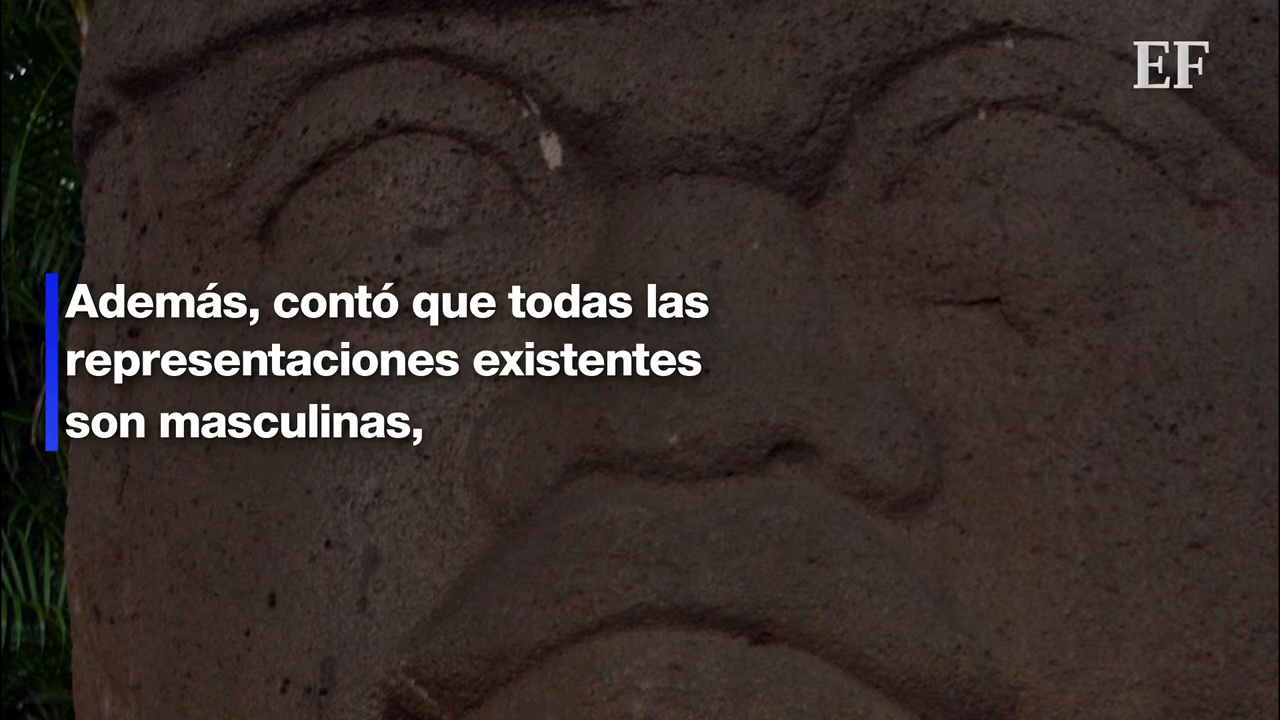 EF
Además, contó que todas las
representaciones existentes
son masculinas,